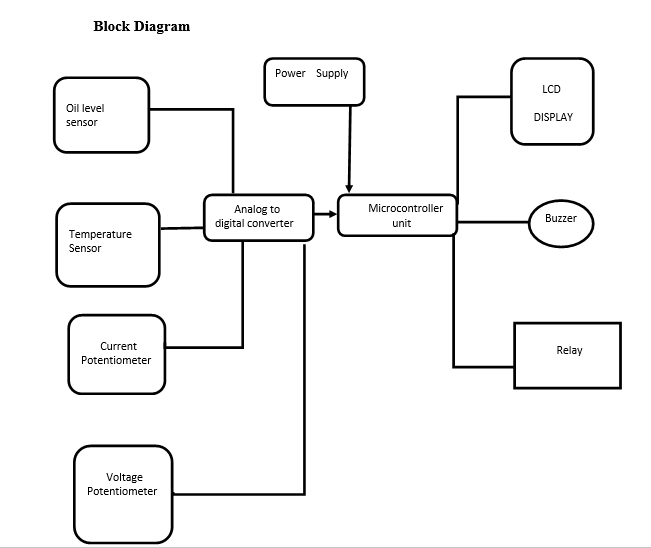 Block Diagram
Power Supply
LCD
DISPLAY
Oil level
sensor
Analog to
digital converter
Microcontroller
unit
Buzzer
Temperature
Sensor
Current
Potentiometer
Relay
Voltage
Potentiometer